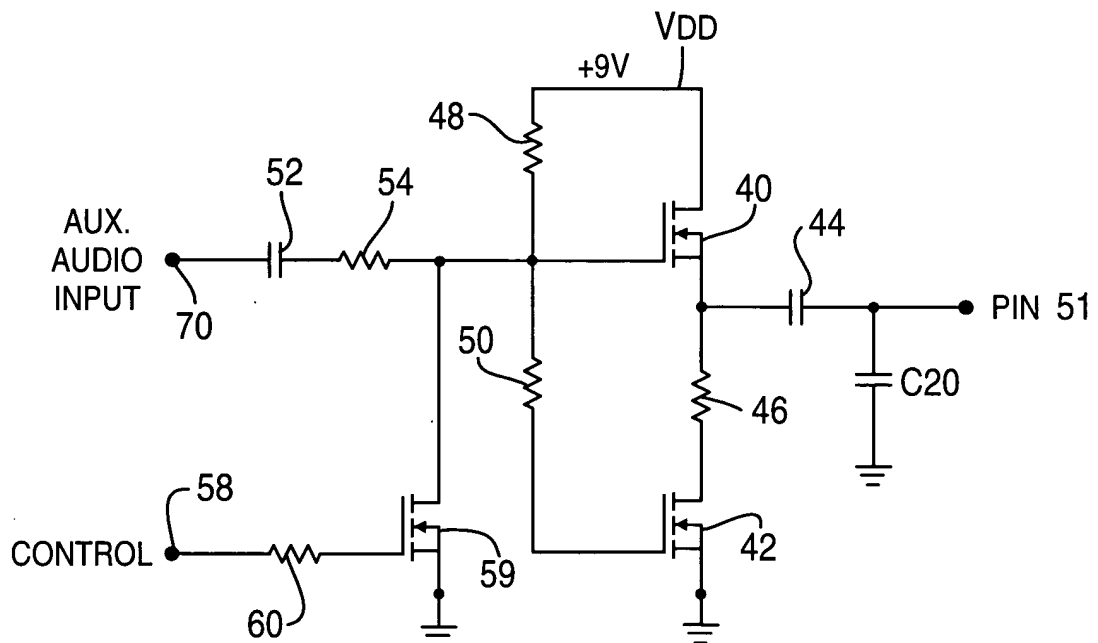 VDD
+9V
48
52
54
40
44
AUX.
AUDIO
INPUT
70
PIN 51
50
C20
46
58
CONTROL
59
42
60